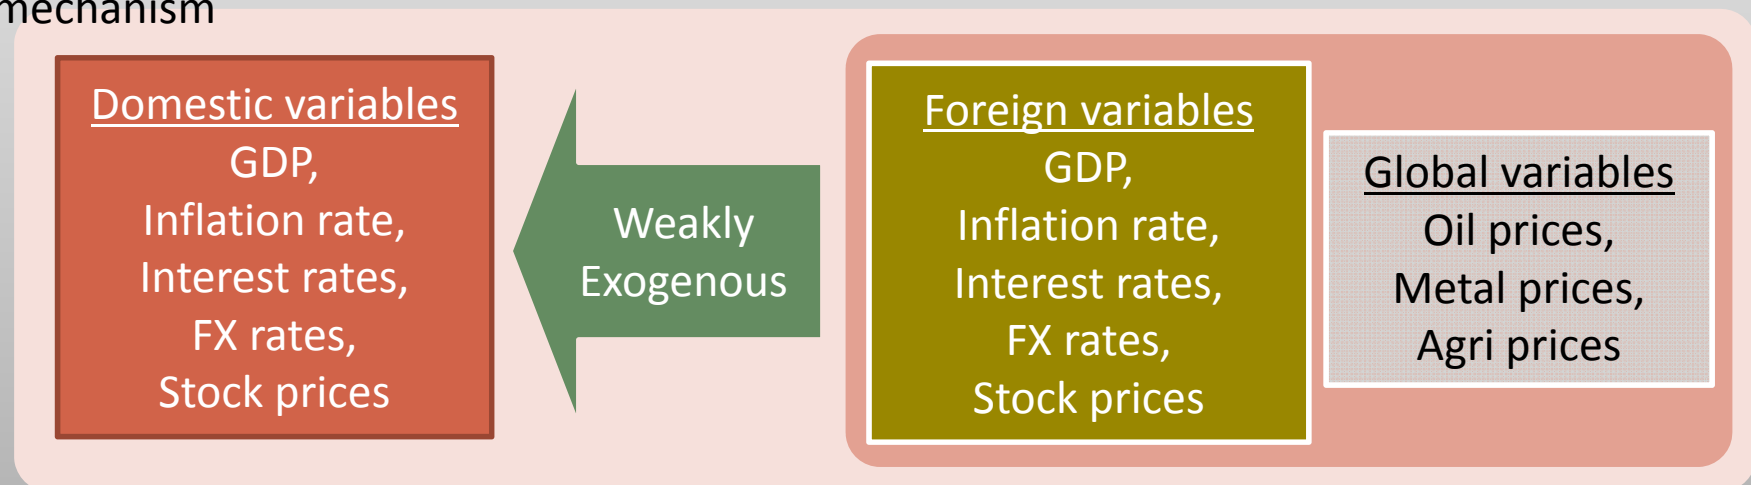 mechanism
Domestic variables
GDP,
Inflation rate,
Interest rates,
FX rates,
Stock prices
Weakly
Exogenous
Foreign variables
GDP,
Inflation rate,
Interest rates,
FX rates,
Stock prices
Global variables
Oil prices,
Metal prices,
Agri prices